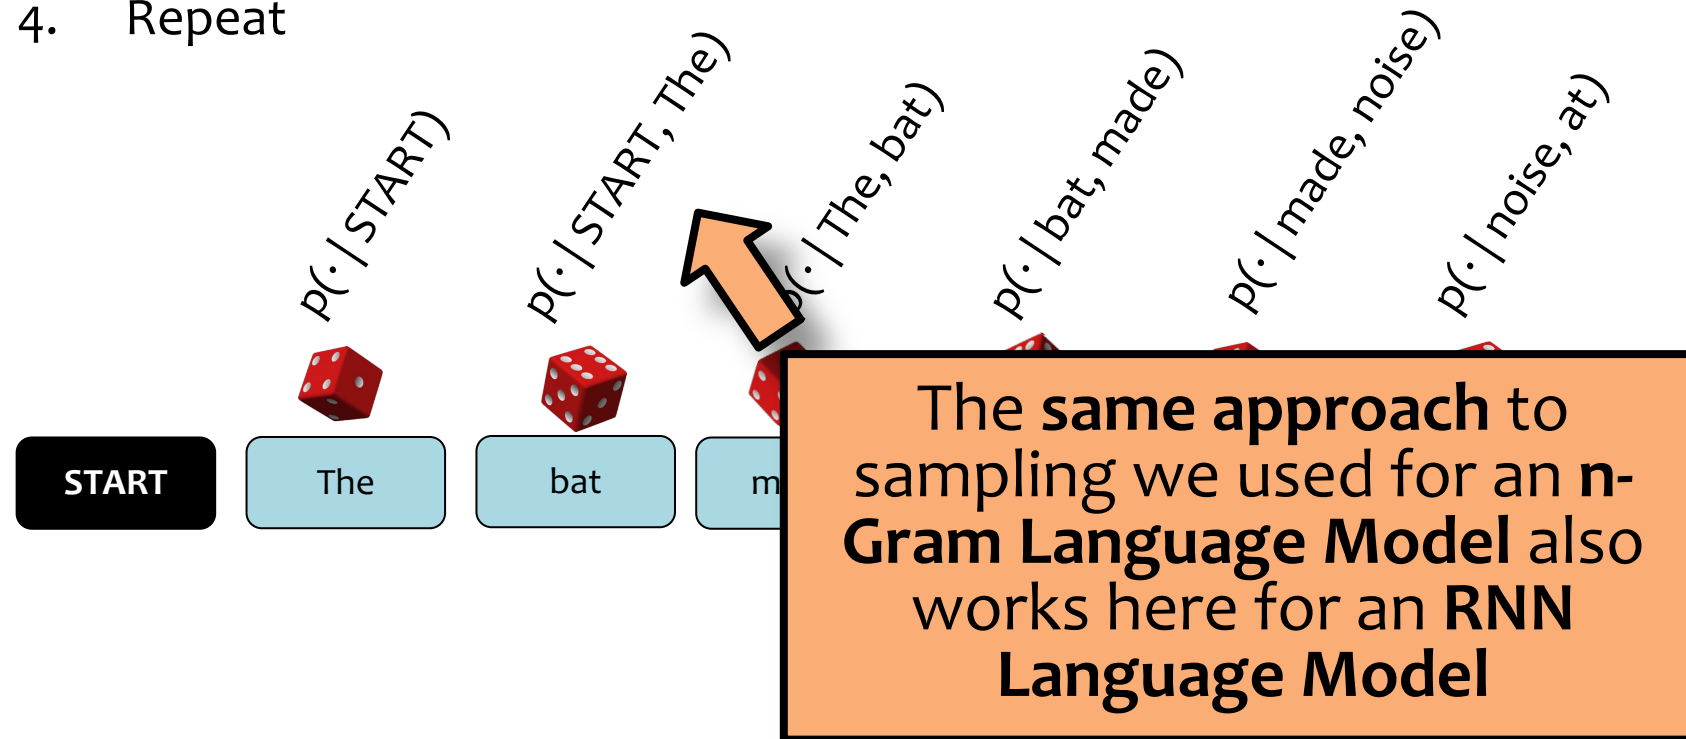 4. Repeat
p(· | START)
p(· | START, The)
p(· | The, bat)
p(· | bat, made)
p(· | made, noise)
p(· | noise, at)
START
The
bat
m
The same approach to
sampling we used for an n-
Gram Language Model also
works here for an RNN
Language Model